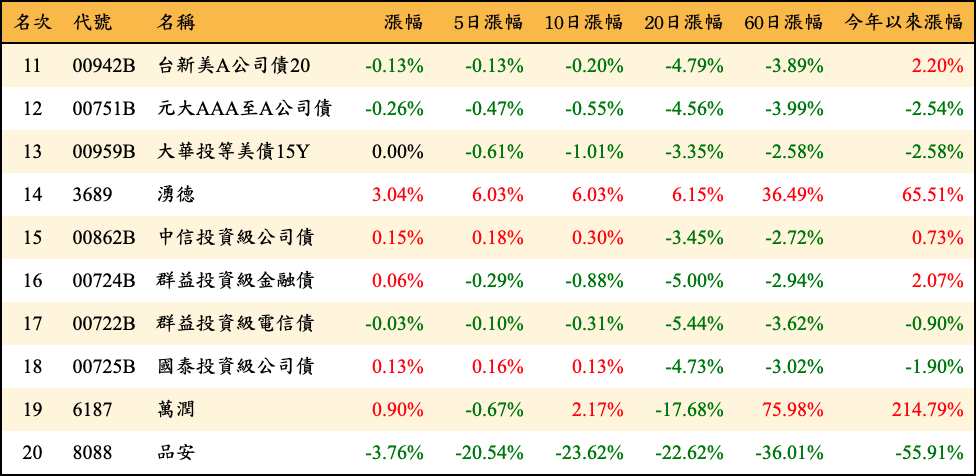 名次 代號 名稱 漲幅 5日漲幅 10日漲幅 20日漲幅 60日漲幅 今年以來漲幅
11 00942B 台新美A公司債20 -0.13% -0.13% -0.20% -4.79% -3.89% 2.20%
12 00751B 元大AAA至A公司債 -0.26% -0.47% -0.55% -4.56% -3.99% -2.54%
13 00959B 大華投等美債15Y 0.00% -0.61% -1.01% -3.35% -2.58% -2.58%
14 3689 湧德 3.04% 6.03% 6.03% 6.15% 36.49% 65.51%
15 00862B 中信投資級公司債 0.15% 0.18% 0.30% -3.45% -2.72% 0.73%
16 00724B 群益投資級金融債 0.06% -0.29% -0.88% -5.00% -2.94% 2.07%
17 00722B 群益投資級電信債 -0.03% -0.10% -0.31% -5.44% -3.62% -0.90%
18 00725B 國泰投資級公司債 0.13% 0.16% 0.13% -4.73% -3.02% -1.90%
19 6187 萬潤 0.90% -0.67% 2.17% -17.68% 75.98% 214.79%
20 8088 品安 -3.76% -20.54% -23.62% -22.62% -36.01% -55.91%